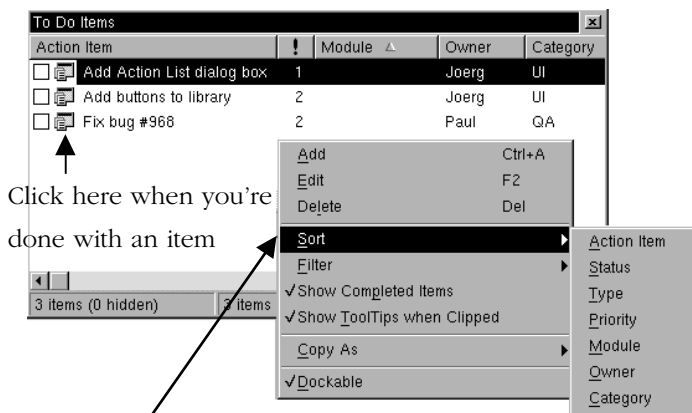 To Do Items
Action Item ! Module Owner Category
Add Action List dialog box 1 Joerg UI
Add buttons to library 2 Joerg UI
Fix bug #968 2 Paul QA
Click here when you're
done with an item
Add Ctrl+A
Edit F2
Delete Del
Sort
Filter
Show Completed Items
Show ToolTips when Clipped
Copy As
Dockable
Action Item
Status
Type
Priority
Module
Owner
Category
3 items (0 hidden) 3 items